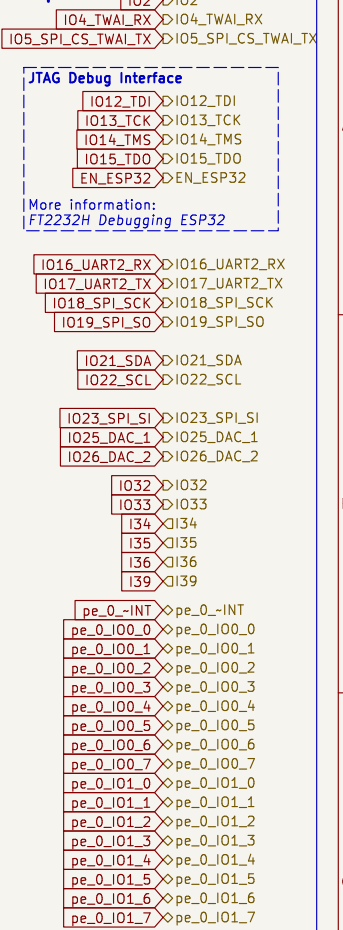 IO2 IO2
IO4_TWAI_RX IO4_TWAI_RX
IO5_SPI_CS_TWAI_TX IO5_SPI_CS_TWAI_TX
JTAG Debug Interface
IO12_TDI IO12_TDI
IO13_TCK IO13_TCK
IO14_TMS IO14_TMS
IO15_TDO IO15_TDO
EN_ESP32 EN_ESP32
More information:
FT2232H Debugging ESP32
IO16_UART2_RX IO16_UART2_RX
IO17_UART2_TX IO17_UART2_TX
IO18_SPI_SCK IO18_SPI_SCK
IO19_SPI_SO IO19_SPI_SO
IO21_SDA IO21_SDA
IO22_SCL IO22_SCL
IO23_SPI_SI IO23_SPI_SI
IO25_DAC_1 IO25_DAC_1
IO26_DAC_2 IO26_DAC_2
IO32 IO32
IO33 IO33
I34 I34
I35 I35
I36 I36
I39 I39
pe_0_~INT pe_0_~INT
pe_0_IO0_0 pe_0_IO0_0
pe_0_IO0_1 pe_0_IO0_1
pe_0_IO0_2 pe_0_IO0_2
pe_0_IO0_3 pe_0_IO0_3
pe_0_IO0_4 pe_0_IO0_4
pe_0_IO0_5 pe_0_IO0_5
pe_0_IO0_6 pe_0_IO0_6
pe_0_IO0_7 pe_0_IO0_7
pe_0_IO1_0 pe_0_IO1_0
pe_0_IO1_1 pe_0_IO1_1
pe_0_IO1_2 pe_0_IO1_2
pe_0_IO1_3 pe_0_IO1_3
pe_0_IO1_4 pe_0_IO1_4
pe_0_IO1_5 pe_0_IO1_5
pe_0_IO1_6 pe_0_IO1_6
pe_0_IO1_7 pe_0_IO1_7